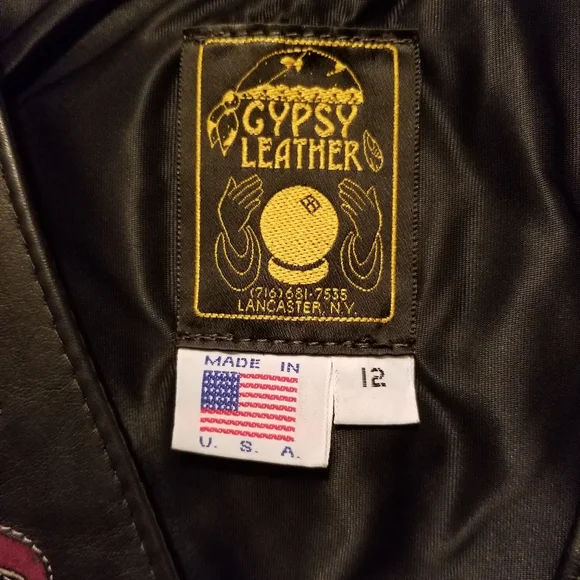 GYPSY
LEATHER
(716) 681-7535
LANCASTER, N.Y.
MADE IN
U. S. A.
12